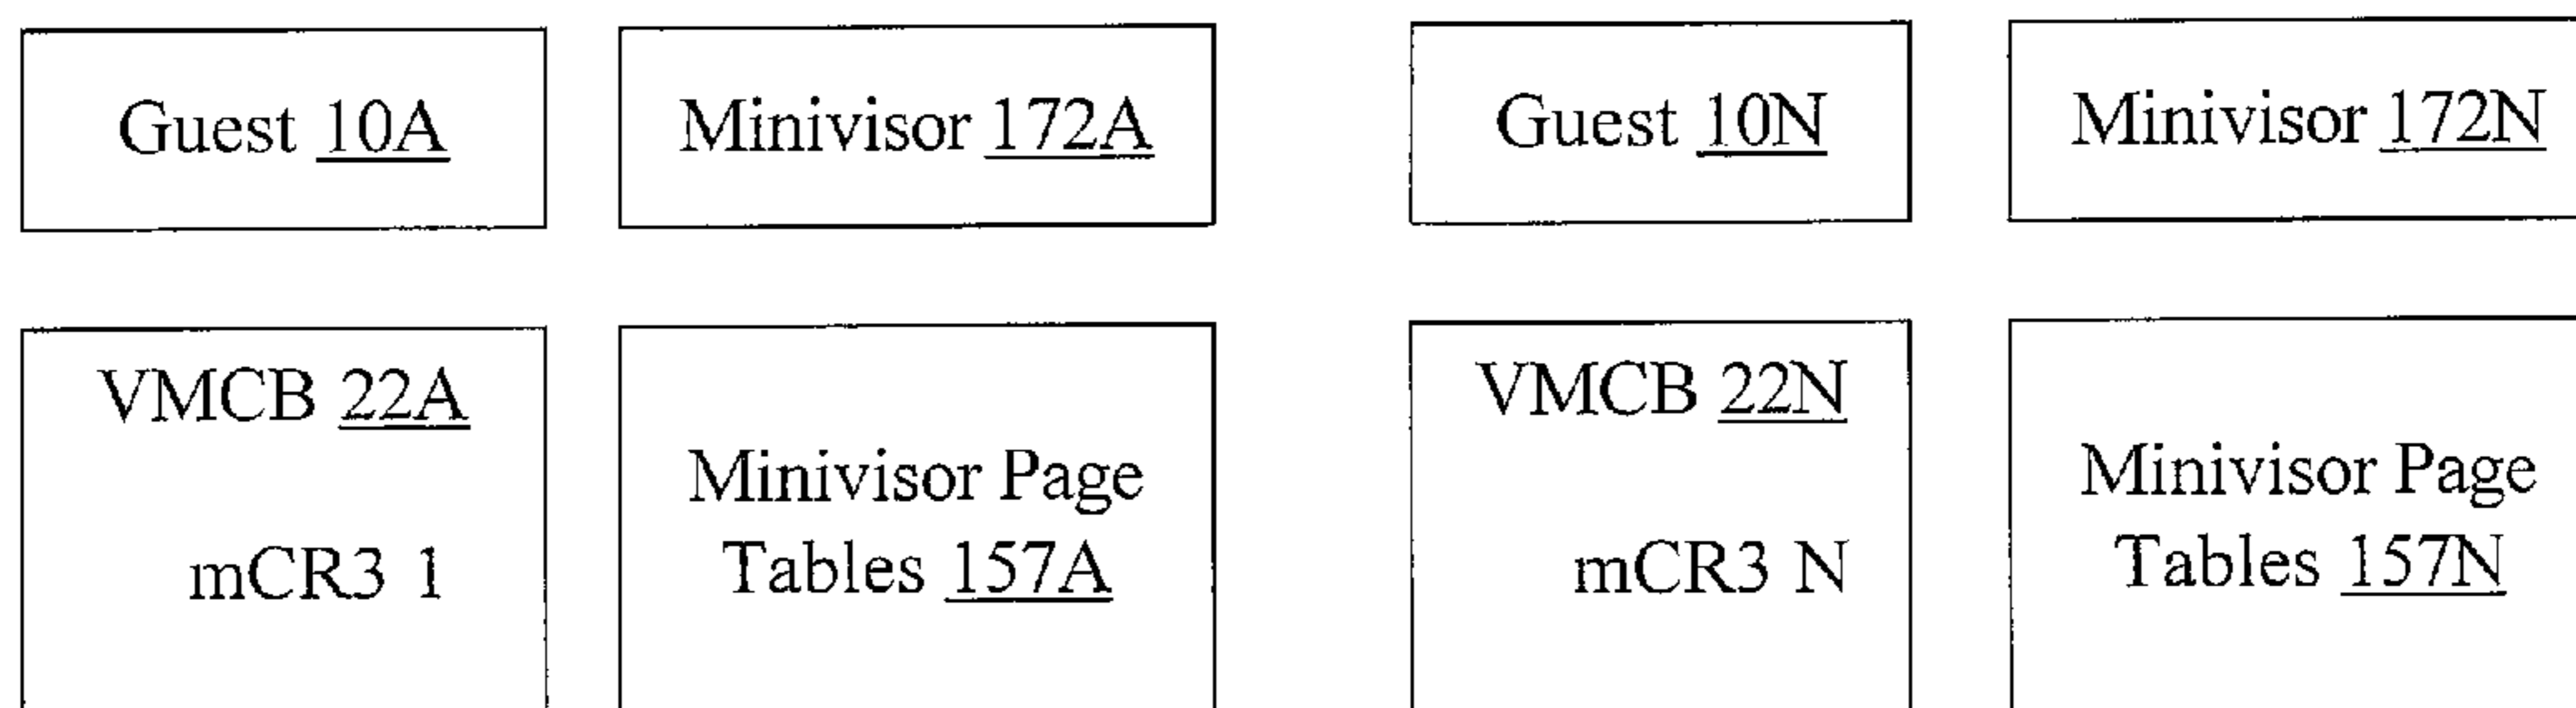 Guest 10A
Minivisor 172A
Guest 10N
Minivisor 172N
VMCB 22A
mCR3 1
Minivisor Page
Tables 157A
VMCB 22N
mCR3 N
Minivisor Page
Tables 157N